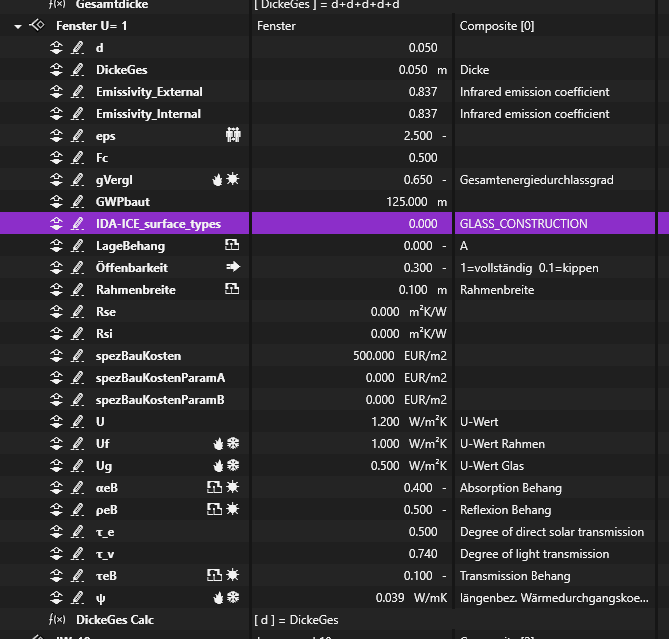 f(x) Gesamtdicke [ DickeGes ] = d+d+d+d+d
Fenster U= 1 Fenster Composite [0]
d 0.050
DickeGes 0.050 m Dicke
Emissivity_External 0.837 Infrared emission coefficient
Emissivity_Internal 0.837 Infrared emission coefficient
eps 2.500 -
Fc 0.500
gVergl 0.650 - Gesamtenergiedurchlassgrad
GWPbaut 125.000 m
IDA-ICE_surface_types 0.000 GLASS_CONSTRUCTION
LageBehang 0.000 - A
Öffenbarkeit 0.300 - 1=vollständig 0.1=kippen
Rahmenbreite 0.100 m Rahmenbreite
Rse 0.000 m²K/W
Rsi 0.000 m²K/W
spezBauKosten 500.000 EUR/m2
spezBauKostenParamA 0.000 EUR/m2
spezBauKostenParamB 0.000 EUR/m2
U 1.200 W/m²K U-Wert
Uf 1.000 W/m²K U-Wert Rahmen
Ug 0.500 W/m²K U-Wert Glas
αeB 0.400 - Absorption Behang
ρeB 0.500 - Reflexion Behang
τ_e 0.500 Degree of direct solar transmission
τ_v 0.740 Degree of light transmission
τeB 0.100 - Transmission Behang
ψ 0.039 W/mK längenbez. Wärmedurchgangskoe...
f(x) DickeGes Calc [ d ] = DickeGes